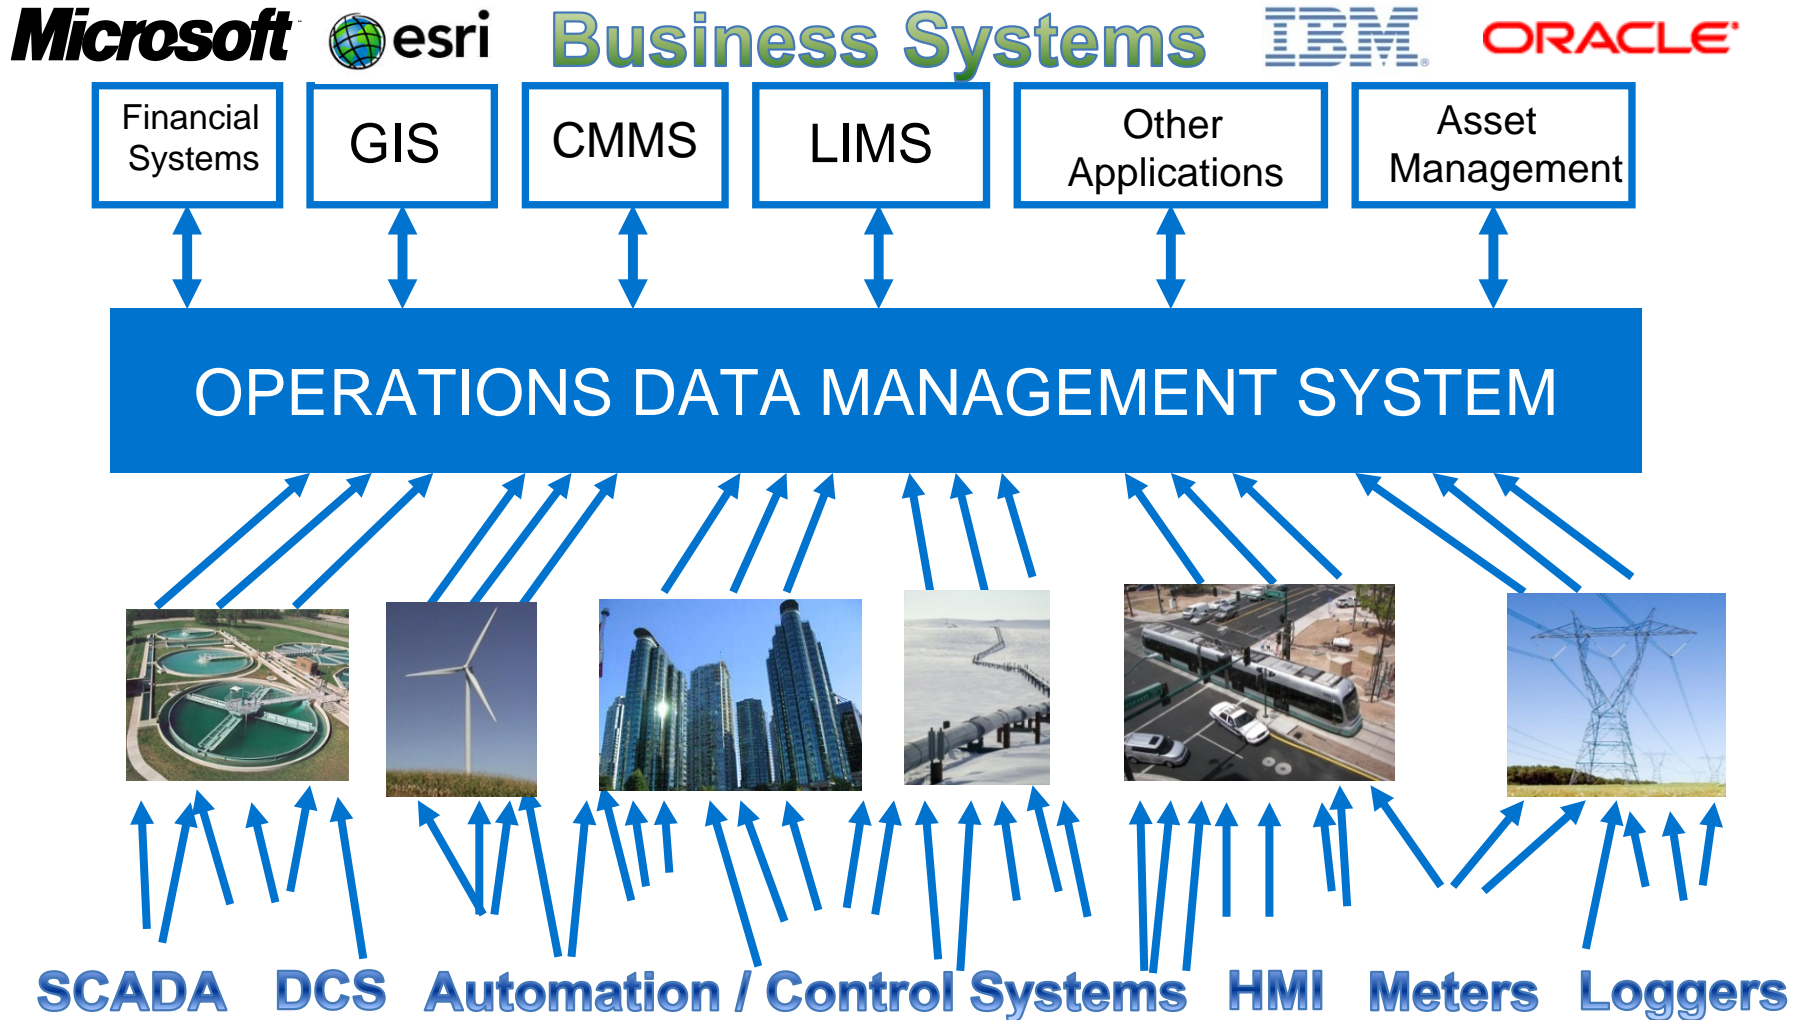 Microsoft esri Business Systems IBM ORACLE
Financial
Systems
GIS
CMMS
LIMS
Other
Applications
Asset
Management
OPERATIONS DATA MANAGEMENT SYSTEM
SCADA DCS Automation / Control Systems HMI Meters Loggers